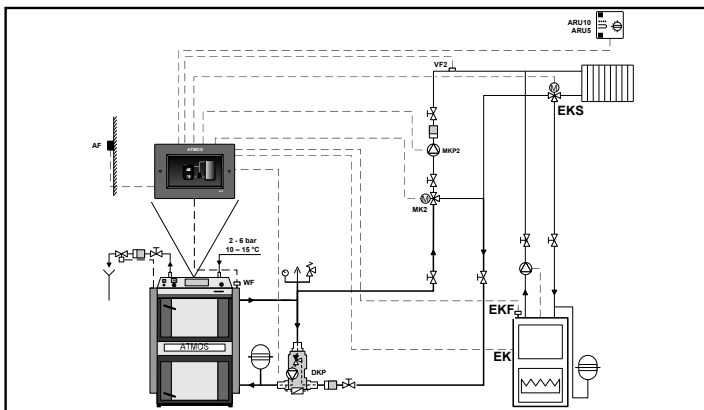 ARU10
ARU5
VF2
M
EKS
AF
ATMOS
MKP2
M
MK2
2 - 6 bar
10 – 15 °C
WF
EKF
ATMOS
DKP
EK